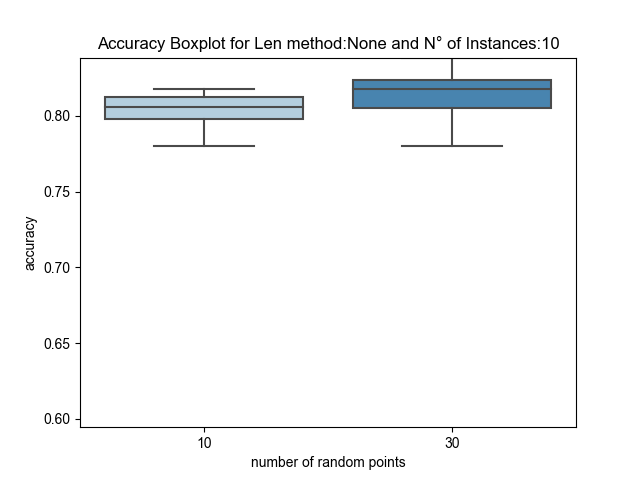 Accuracy Boxplot for Len method:None and N° of Instances:10
0.80
0.75
0.70
0.65
0.60
accuracy
10
30
number of random points